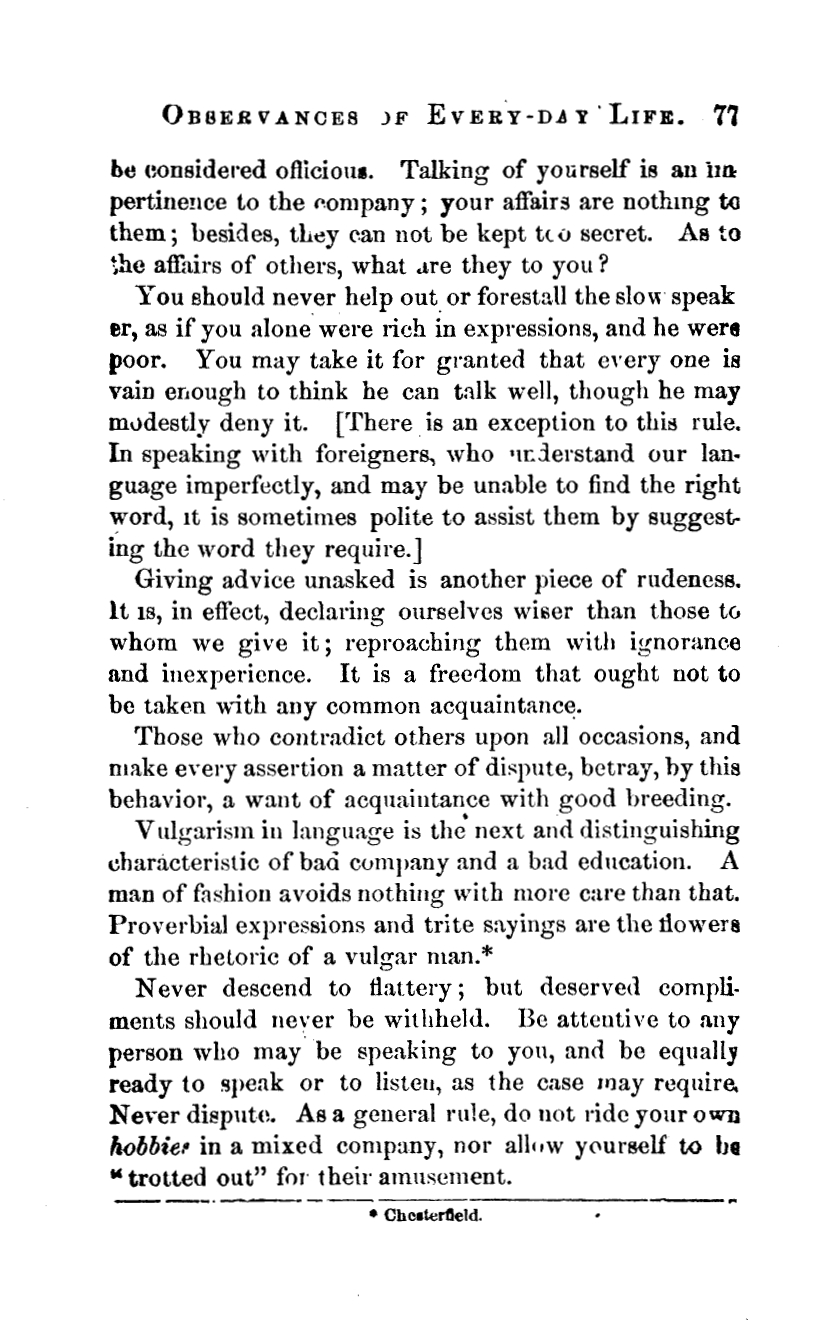 OBSERVANCES OF EVERY-DAY LIFE. 77
be considered officious. Talking of yourself is an im-
pertinence to the company; your affairs are nothing to
them; besides, they can not be kept too secret. As to
the affairs of others, what are they to you?
You should never help out or forestall the slow speak
er, as if you alone were rich in expressions, and he were
poor. You may take it for granted that every one is
vain enough to think he can talk well, though he may
modestly deny it. [There is an exception to this rule.
In speaking with foreigners, who understand our lan-
guage imperfectly, and may be unable to find the right
word, it is sometimes polite to assist them by suggest-
ing the word they require.]
Giving advice unasked is another piece of rudeness.
It is, in effect, declaring ourselves wiser than those to
whom we give it; reproaching them with ignorance
and inexperience. It is a freedom that ought not to
be taken with any common acquaintance.
Those who contradict others upon all occasions, and
make every assertion a matter of dispute, betray, by this
behavior, a want of acquaintance with good breeding.
Vulgarism in language is the next and distinguishing
characteristic of bad company and a bad education. A
man of fashion avoids nothing with more care than that.
Proverbial expressions and trite sayings are the flowers
of the rhetoric of a vulgar man.*
Never descend to flattery; but deserved compli-
ments should never be withheld. Be attentive to any
person who may be speaking to you, and be equally
ready to speak or to listen, as the case may require.
Never dispute. As a general rule, do not ride your own
hobbies in a mixed company, nor allow yourself to be
"trotted out" for their amusement.
* Chesterfield.